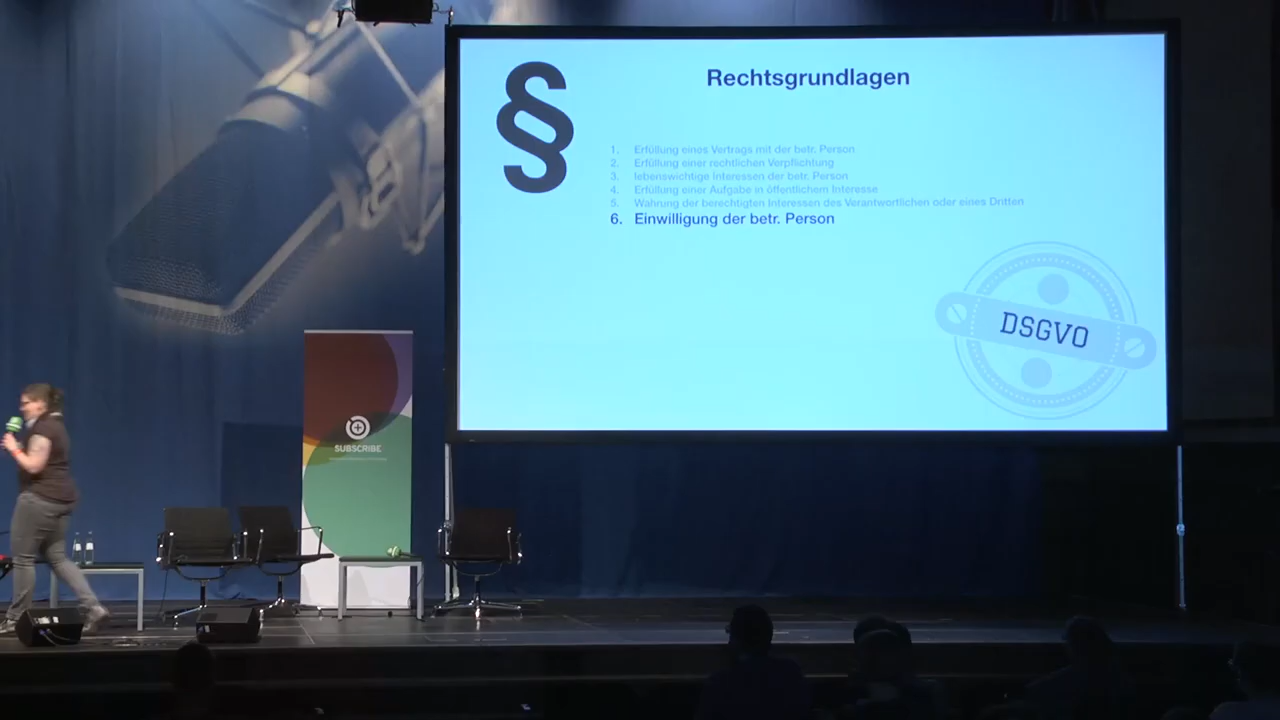 §
Rechtsgrundlagen
1. Erfüllung eines Vertrags mit der betr. Person
2. Erfüllung einer rechtlichen Verpflichtung
3. lebenswichtige Interessen der betr. Person
4. Erfüllung einer Aufgabe in öffentlichem Interesse
5. Wahrung der berechtigten Interessen des Verantwortlichen oder eines Dritten
6. Einwilligung der betr. Person
DSGVO
SUBSCRIBE